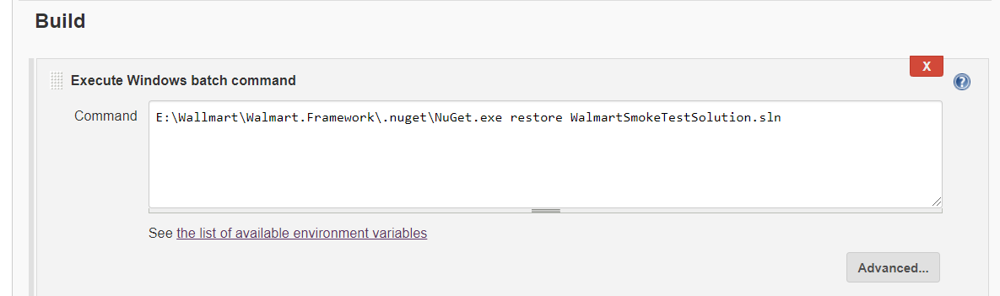 Build
X
Execute Windows batch command
?
Command
E:\Wallmart\Walmart.Framework\.nuget\NuGet.exe restore WalmartSmokeTestSolution.sln
See the list of available environment variables
Advanced...